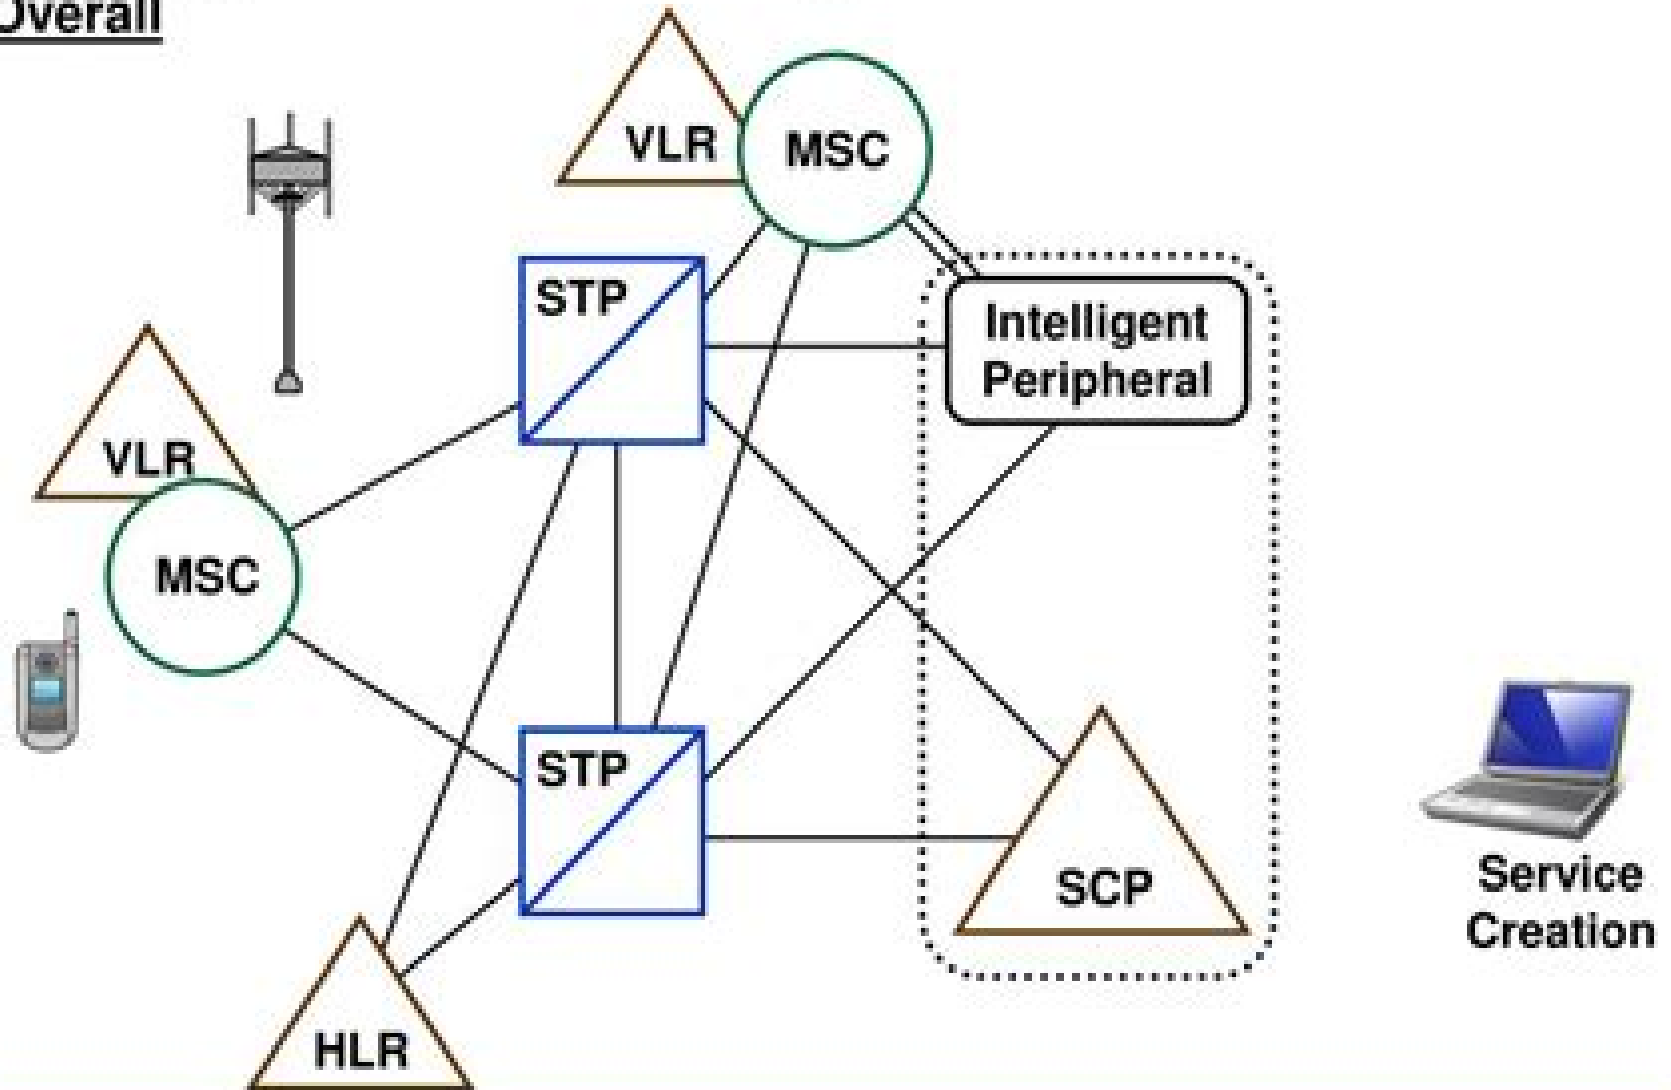 Overall
VLR
MSC
STP
Intelligent
Peripheral
VLR
MSC
STP
SCP
Service
Creation
HLR